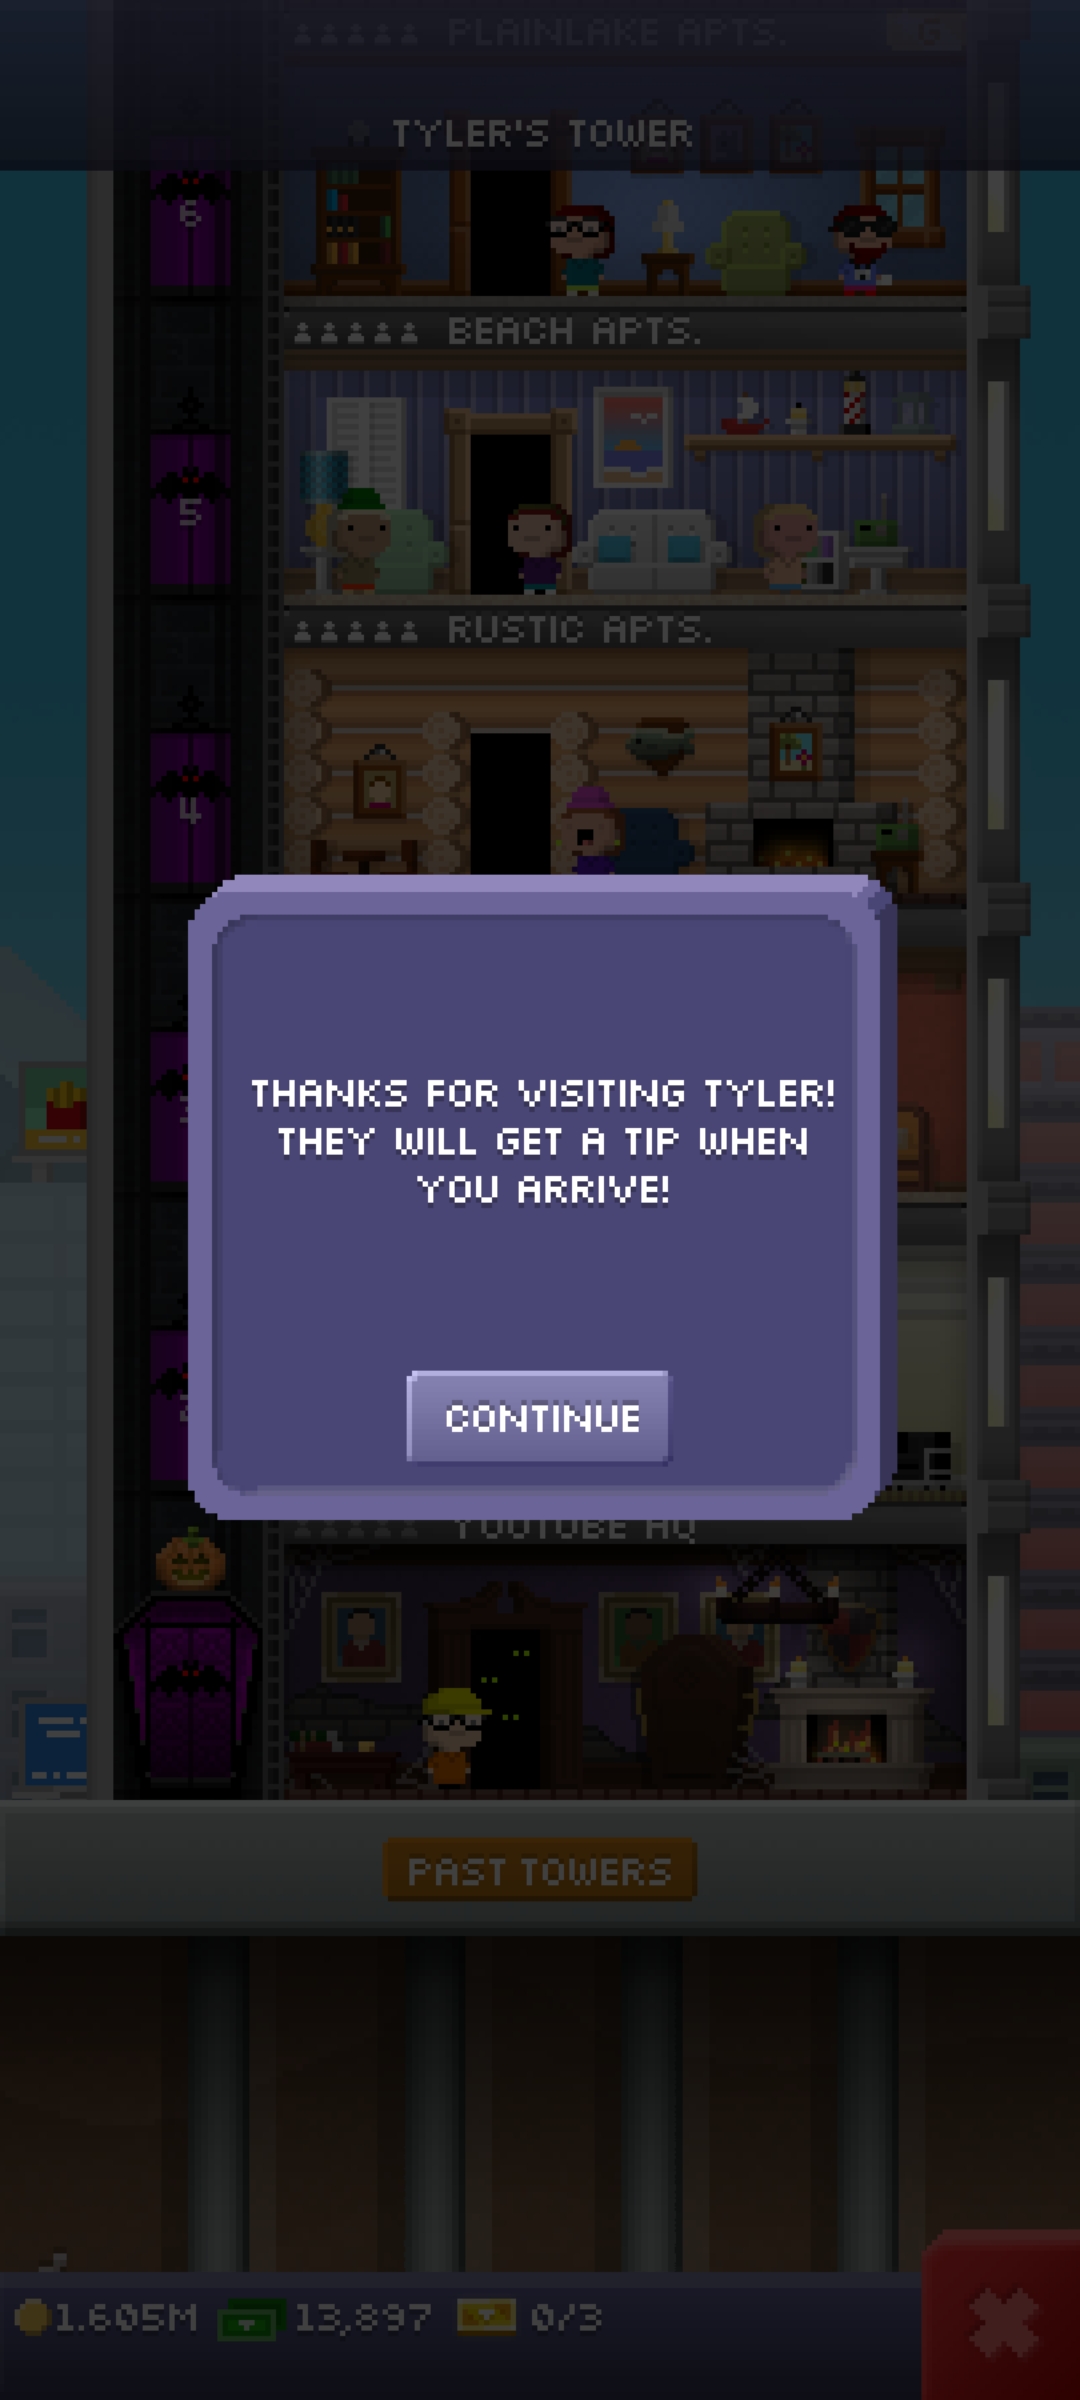 PLAINLAKE APTS.
TYLER'S TOWER
6
BEACH APTS.
5
RUSTIC APTS.
4
THANKS FOR VISITING TYLER!
THEY WILL GET A TIP WHEN
YOU ARRIVE!
CONTINUE
YOUTUBE HQ
PAST TOWERS
1.605M 13,897 0/3